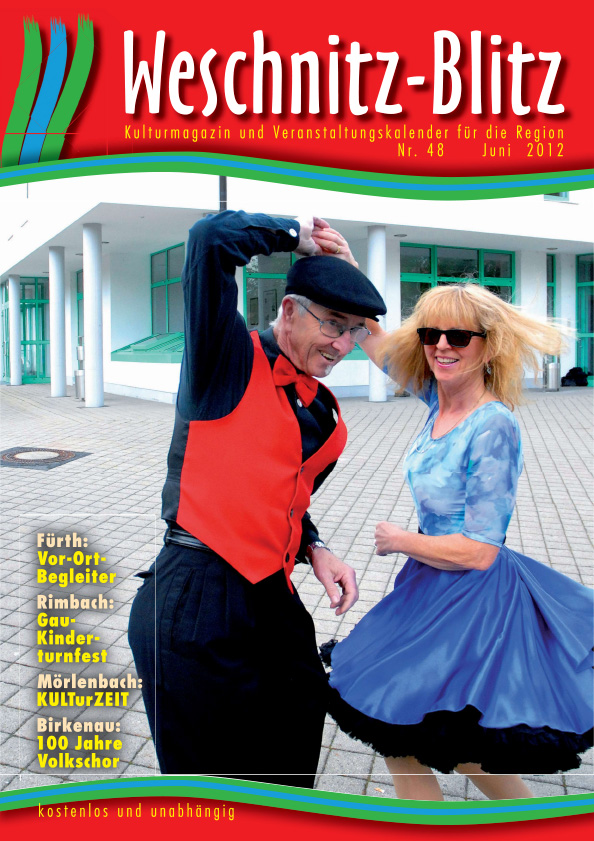 Weschnitz-Blitz
Kulturmagazin und Veranstaltungskalender für die Region
Nr. 48 Juni 2012
Fürth:
Vor-Ort-
Begleiter
Rimbach:
Gau-
Kinder-
turnfest
Mörlenbach:
KULTurZEIT
Birkenau:
100 Jahre
Volkschor
kostenlos und unabhängig